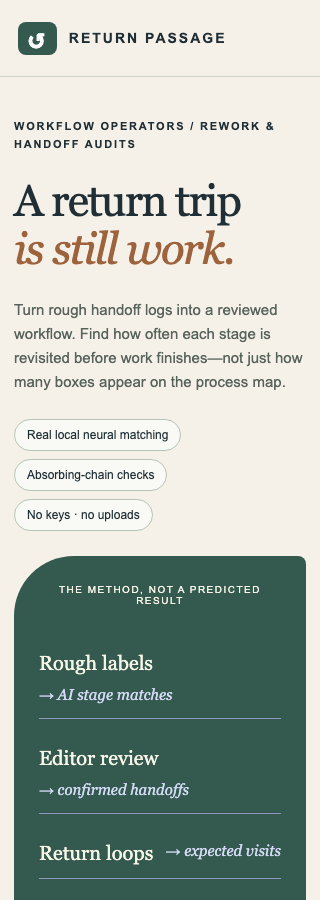 RETURN PASSAGE
WORKFLOW OPERATORS / REWORK &
HANDOFF AUDITS
A return trip
is still work.
Turn rough handoff logs into a reviewed
workflow. Find how often each stage is
revisited before work finishes—not just how
many boxes appear on the process map.
Real local neural matching
Absorbing-chain checks
No keys · no uploads
THE METHOD, NOT A PREDICTED
RESULT
Rough labels
→ AI stage matches
Editor review
→ confirmed handoffs
Return loops → expected visits